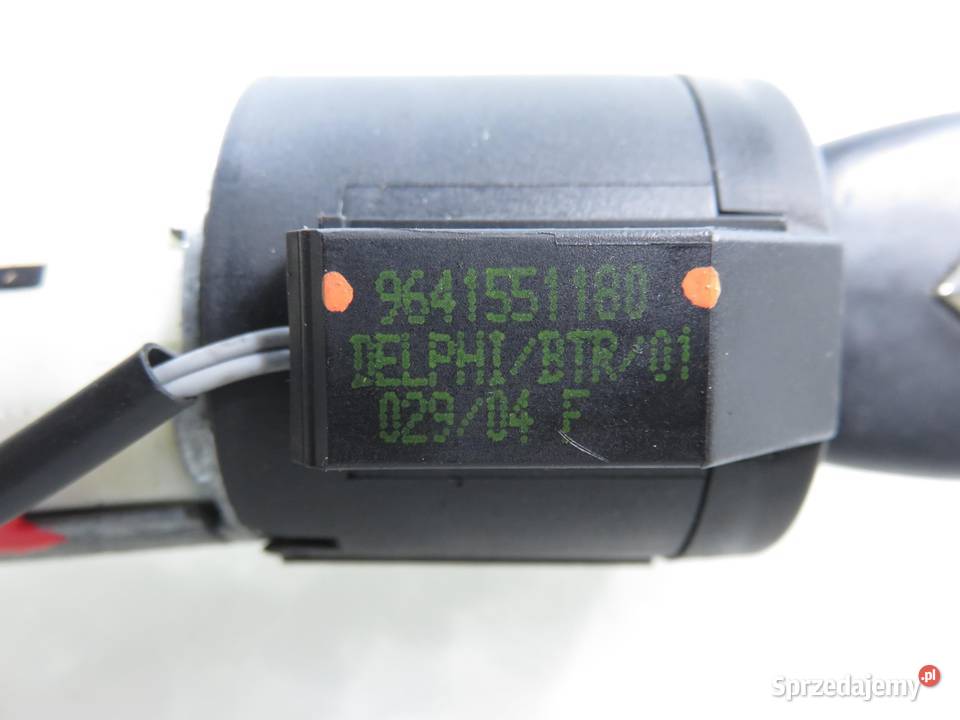 9641551180
DELPHI/BTR/01
029/04 F
Sprzedajemy.pl